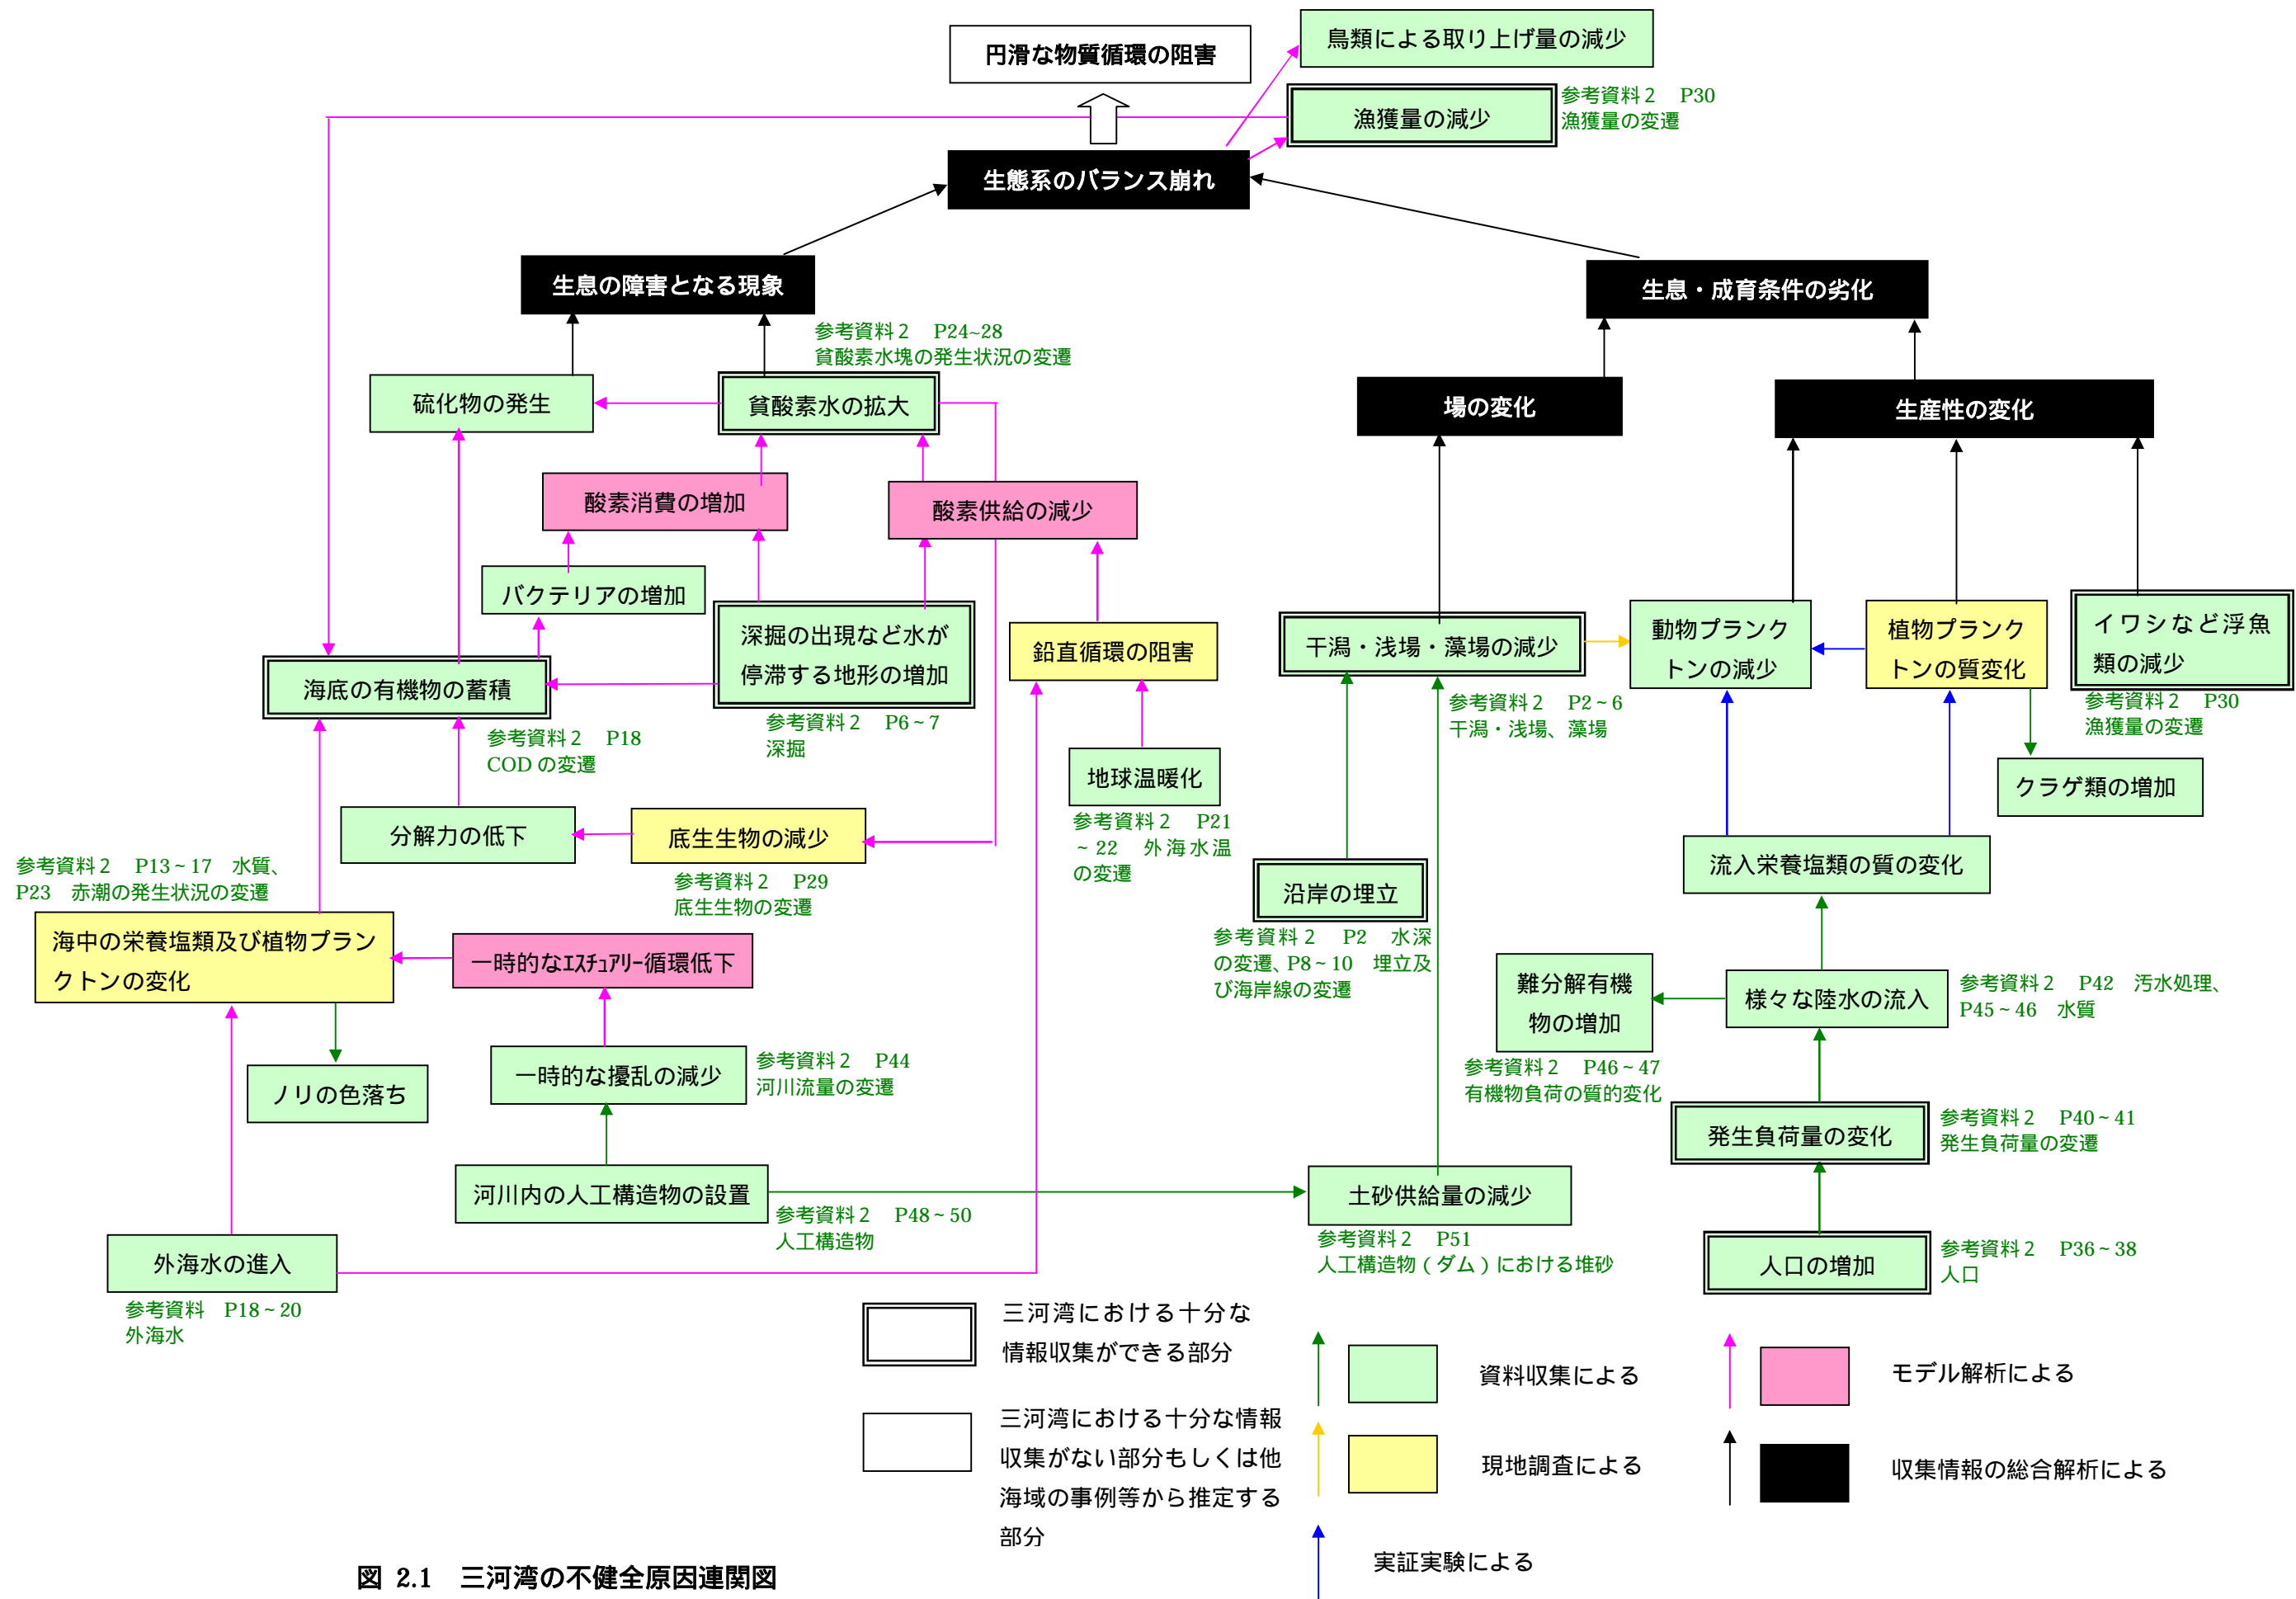 円滑な物質循環の阻害
鳥類による取り上げ量の減少
漁獲量の減少
参考資料2 P30
漁獲量の変遷
生態系のバランス崩れ
生息の障害となる現象
生息・成育条件の劣化
参考資料2 P24~28
貧酸素水塊の発生状況の変遷
硫化物の発生
貧酸素水の拡大
場の変化
生産性の変化
酸素消費の増加
酸素供給の減少
バクテリアの増加
深掘の出現など水が
停滞する地形の増加
参考資料2 P6~7
深掘
鉛直循環の阻害
干潟・浅場・藻場の減少
参考資料2 P2~6
干潟・浅場、藻場
動物プランク
トンの減少
植物プランク
トンの質変化
イワシなど浮魚
類の減少
参考資料2 P30
漁獲量の変遷
海底の有機物の蓄積
参考資料2 P18
COD の変遷
地球温暖化
参考資料2 P21
~22 外海水温
の変遷
クラゲ類の増加
分解力の低下
底生生物の減少
参考資料2 P29
底生生物の変遷
沿岸の埋立
参考資料2 P2 水深
の変遷、P8~10 埋立及
び海岸線の変遷
流入栄養塩類の質の変化
参考資料2 P13~17 水質、
P23 赤潮の発生状況の変遷
海中の栄養塩類及び植物プラン
クトンの変化
一時的なｴｽﾁｭｱﾘｰ循環低下
難分解有機
物の増加
参考資料2 P46~47
有機物負荷の質的変化
様々な陸水の流入
参考資料2 P42 汚水処理、
P45~46 水質
ノリの色落ち
一時的な擾乱の減少
参考資料2 P44
河川流量の変遷
発生負荷量の変化
参考資料2 P40~41
発生負荷量の変遷
河川内の人工構造物の設置
参考資料2 P48~50
人工構造物
土砂供給量の減少
参考資料2 P51
人工構造物(ダム)における堆砂
人口の増加
参考資料2 P36~38
人口
外海水の進入
参考資料 P18~20
外海水
三河湾における十分な
情報収集ができる部分
三河湾における十分な情報
収集がない部分もしくは他
海域の事例等から推定する
部分
資料収集による
現地調査による
実証実験による
モデル解析による
収集情報の総合解析による
図 2.1 三河湾の不健全原因連関図